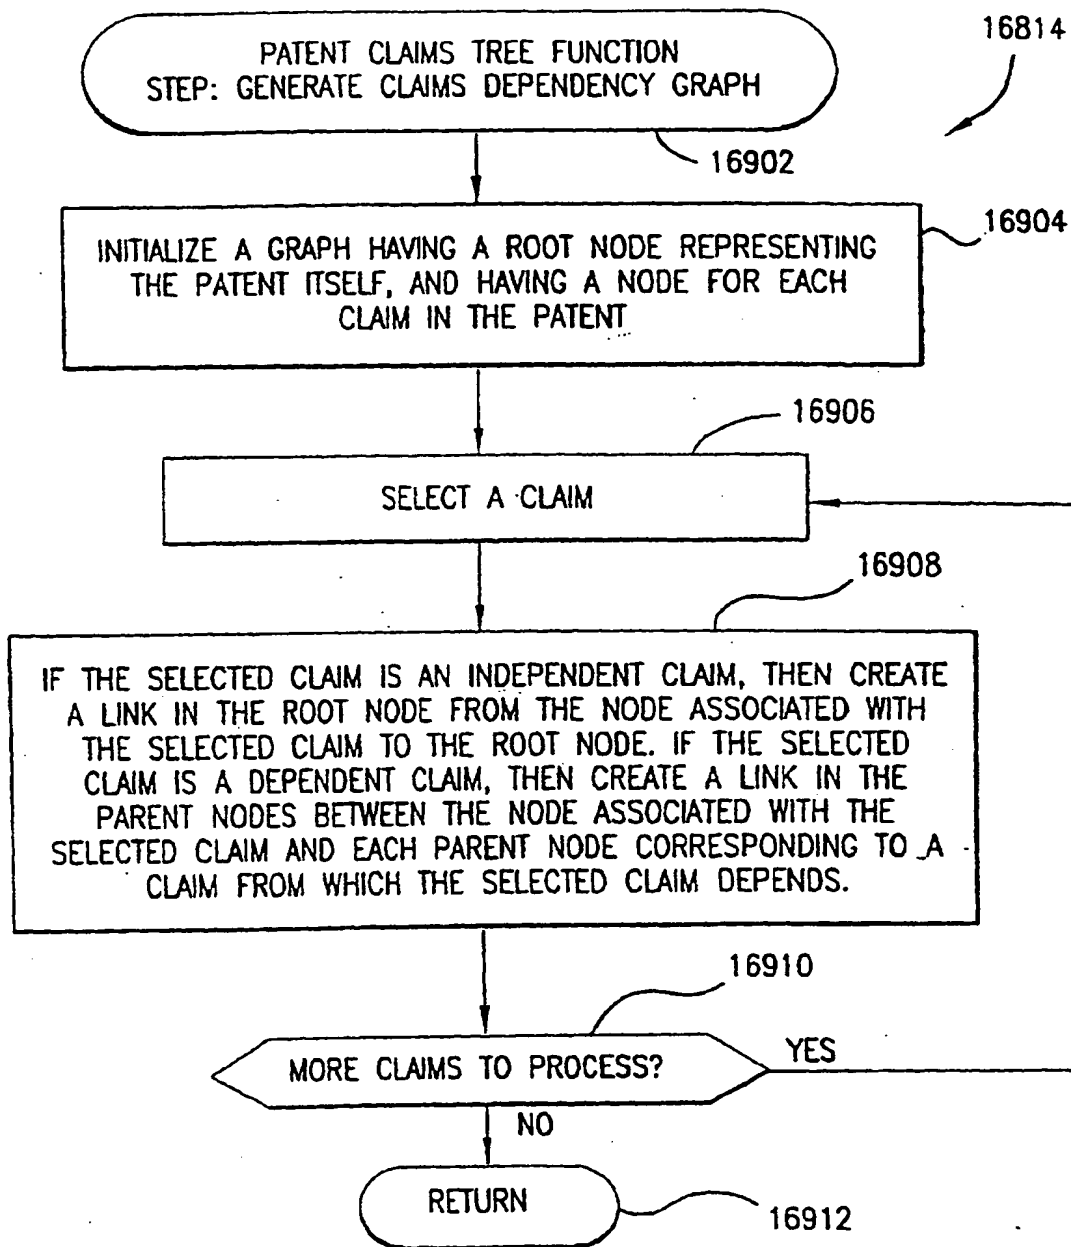 16814
PATENT CLAIMS TREE FUNCTION
STEP: GENERATE CLAIMS DEPENDENCY GRAPH
16902
16904
INITIALIZE A GRAPH HAVING A ROOT NODE REPRESENTING
THE PATENT ITSELF, AND HAVING A NODE FOR EACH
CLAIM IN THE PATENT
16906
SELECT A CLAIM
16908
IF THE SELECTED CLAIM IS AN INDEPENDENT CLAIM, THEN CREATE
A LINK IN THE ROOT NODE FROM THE NODE ASSOCIATED WITH
THE SELECTED CLAIM TO THE ROOT NODE. IF THE SELECTED
CLAIM IS A DEPENDENT CLAIM, THEN CREATE A LINK IN THE
PARENT NODES BETWEEN THE NODE ASSOCIATED WITH THE
SELECTED CLAIM AND EACH PARENT NODE CORRESPONDING TO A
CLAIM FROM WHICH THE SELECTED CLAIM DEPENDS.
16910
MORE CLAIMS TO PROCESS?
YES
NO
RETURN
16912